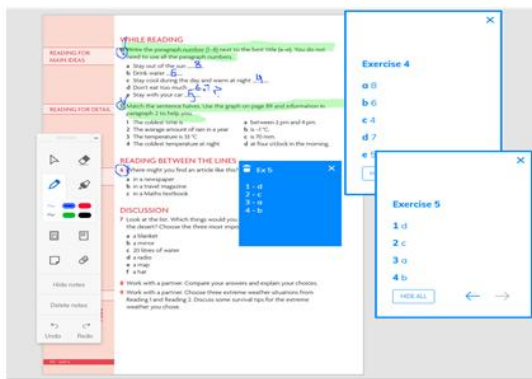 WHILE READING
READING FOR MAIN IDEAS
Write the paragraph number (1–8) next to the best title (a–e). You do not
need to use all the paragraph numbers.
a Stay out of the sun 8
b Drink water
c Stay cool during the day and warm at night 4
d Don't eat too much
e Stay with your car 5
READING FOR DETAIL
Match the sentence halves. Use the graph on page 89 and information in
paragraph 2 to help you.
1 The coldest time is
2 The average amount of rain in a year
3 The temperature is 33 °C
4 The coldest temperature at night
a between 2 pm and 4 pm.
b is –1 °C.
c is 70 mm.
d at four o'clock in the morning.
READING BETWEEN THE LINES
Where might you find an article like this?
a in a newspaper
b in a travel magazine
c in a Maths textbook
DISCUSSION
7 Look at the list. Which things would you
the desert? Choose the three most impo
a a blanket
b a mirror
c 20 litres of water
d a radio
e a map
f a hat
8 Work with a partner. Compare your answers and explain your choices.
9 Work with a partner. Choose three extreme-weather situations from
Reading 1 and Reading 2. Discuss some survival tips for the extreme
weather you chose.
Hide notes
Delete notes
Undo Redo
Ex 5
1 - d
2 - c
3 - a
4 - b
Exercise 4
a 8
b 6
c 4
d 7
e 5
Exercise 5
1 d
2 c
3 a
4 b
HIDE ALL